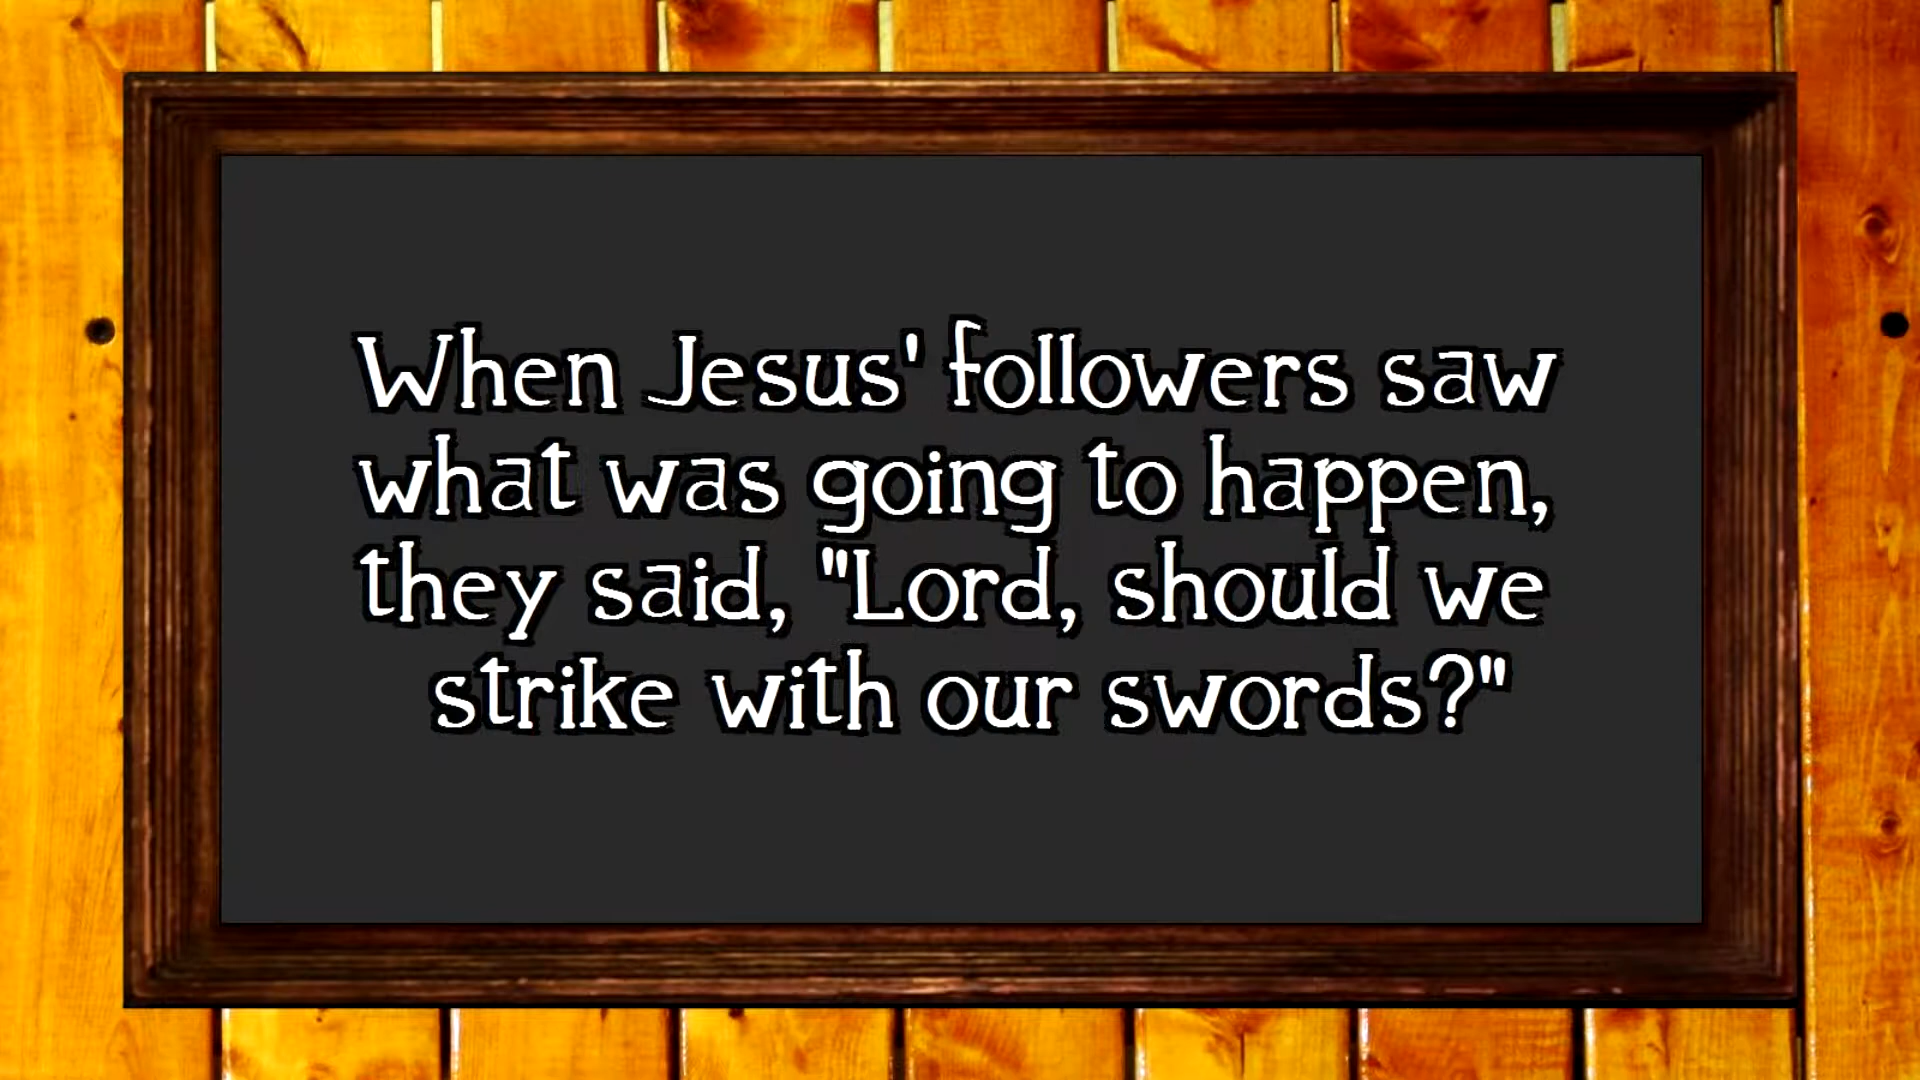 When Jesus' followers saw
what was going to happen,
they said, "Lord, should we
strike with our swords?"